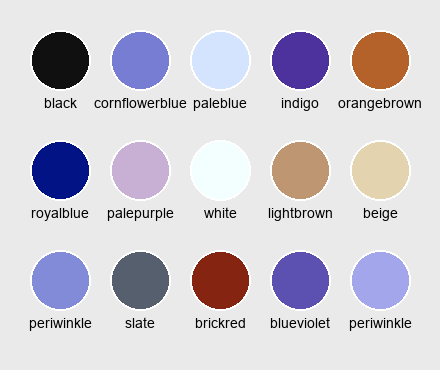 black cornflowerblue paleblue indigo orangebrown
royalblue palepurple white lightbrown beige
periwinkle slate brickred blueviolet periwinkle